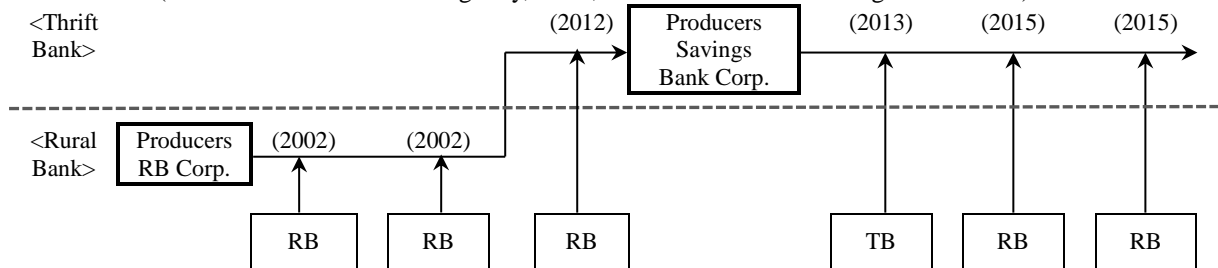 <Thrift
Bank>
(2012)
Producers
Savings
Bank Corp.
(2013)
(2015)
(2015)
<Rural
Bank>
Producers
RB Corp.
(2002)
(2002)
RB
RB
RB
TB
RB
RB